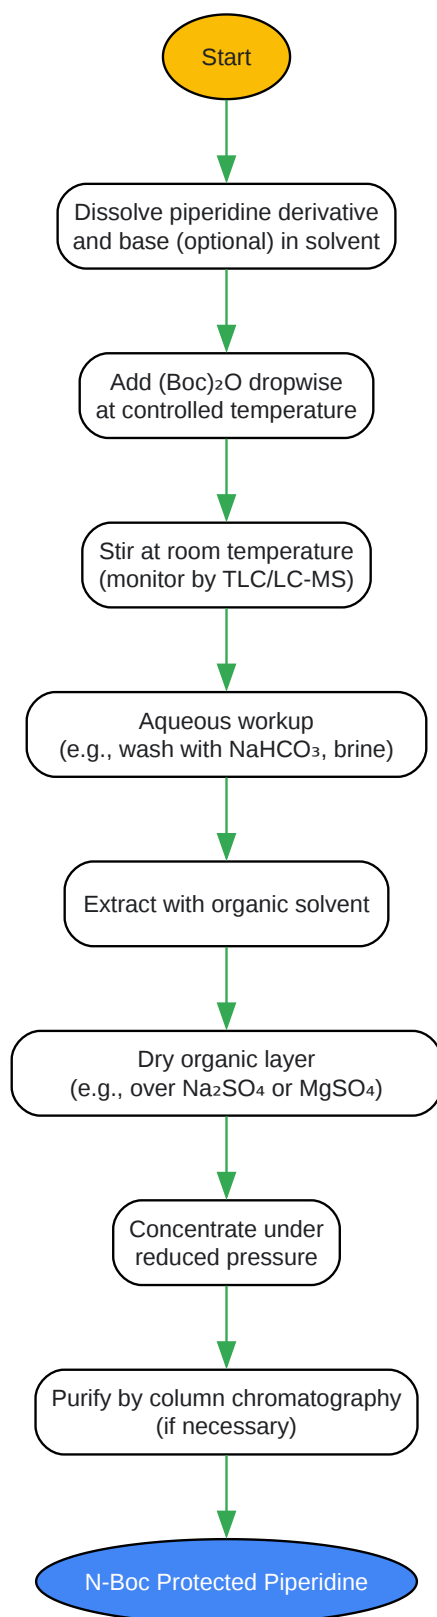 Start
Dissolve piperidine derivative
and base (optional) in solvent
Add (Boc)₂O dropwise
at controlled temperature
Stir at room temperature
(monitor by TLC/LC-MS)
Aqueous workup
(e.g., wash with NaHCO₃, brine)
Extract with organic solvent
Dry organic layer
(e.g., over Na₂SO₄ or MgSO₄)
Concentrate under
reduced pressure
Purify by column chromatography
(if necessary)
N-Boc Protected Piperidine